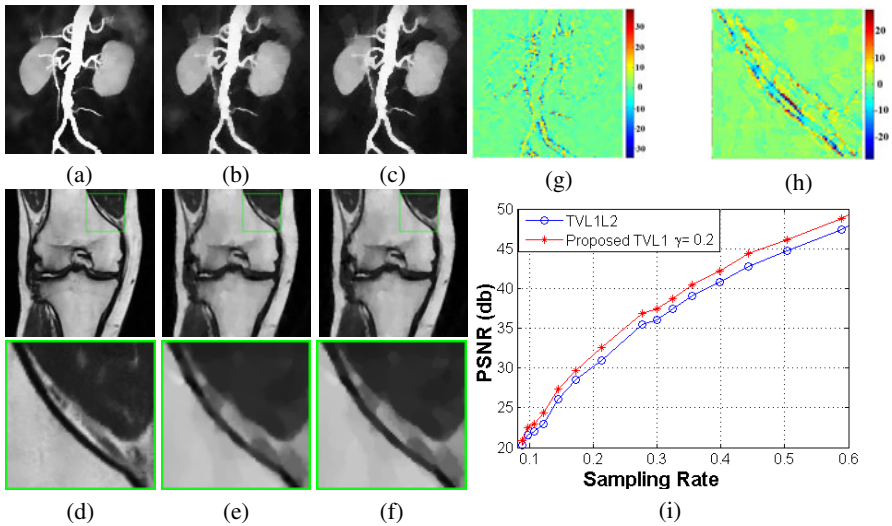 (a)
(b)
(c)
30
20
10
0
-10
-20
-30
(g)
20
10
0
-10
-20
(h)
(d)
(e)
(f)
TVL1L2
Proposed TVL1 γ= 0.2
PSNR (db)
50
45
40
35
30
25
20
0.1
0.2
0.3
0.4
0.5
0.6
Sampling Rate
(i)